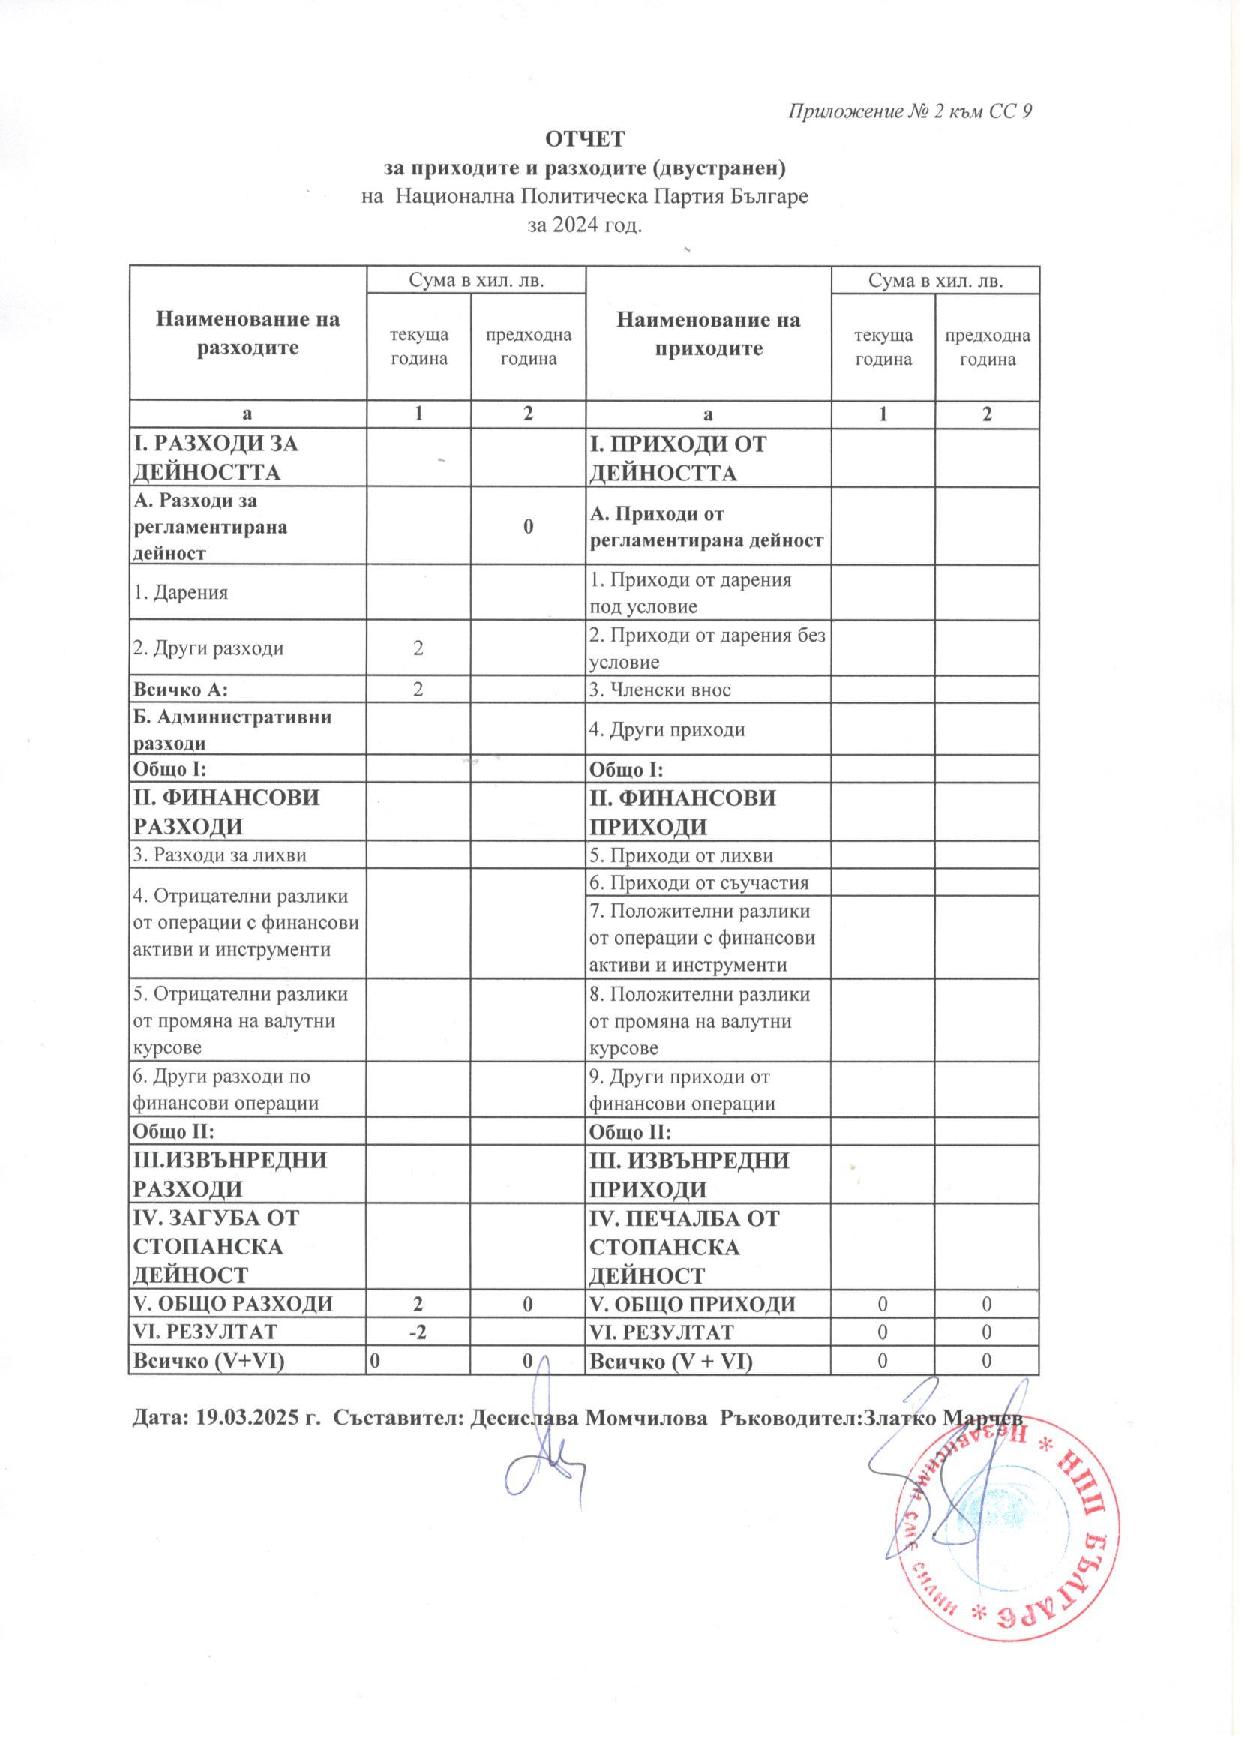 Приложение № 2 към СС 9
ОТЧЕТ
за приходите и разходите (двустранен)
на Национална Политическа Партия Българе
за 2024 год.
Наименование на разходите Сума в хил. лв. Наименование на приходите Сума в хил. лв.
текуща година предходна година текуща година предходна година
а 1 2 а 1 2
I. РАЗХОДИ ЗА ДЕЙНОСТТА I. ПРИХОДИ ОТ ДЕЙНОСТТА
А. Разходи за регламентирана дейност 0 А. Приходи от регламентирана дейност
1. Дарения 1. Приходи от дарения под условие
2. Други разходи 2 2. Приходи от дарения без условие
Всичко А: 2 3. Членски внос
Б. Административни разходи 4. Други приходи
Общо I: Общо I:
II. ФИНАНСОВИ РАЗХОДИ II. ФИНАНСОВИ ПРИХОДИ
3. Разходи за лихви 5. Приходи от лихви
4. Отрицателни разлики от операции с финансови активи и инструменти 6. Приходи от съучастия
7. Положителни разлики от операции с финансови активи и инструменти
5. Отрицателни разлики от промяна на валутни курсове 8. Положителни разлики от промяна на валутни курсове
6. Други разходи по финансови операции 9. Други приходи от финансови операции
Общо II: Общо II:
III.ИЗВЪНРЕДНИ РАЗХОДИ III. ИЗВЪНРЕДНИ ПРИХОДИ
IV. ЗАГУБА ОТ СТОПАНСКА ДЕЙНОСТ IV. ПЕЧАЛБА ОТ СТОПАНСКА ДЕЙНОСТ
V. ОБЩО РАЗХОДИ 2 0 V. ОБЩО ПРИХОДИ 0 0
VI. РЕЗУЛТАТ -2 VI. РЕЗУЛТАТ 0 0
Всичко (V+VI) 0 0 Всичко (V + VI) 0 0
Дата: 19.03.2025 г. Съставител: Десислава Момчилова Ръководител:Златко Марчев
* НПП БЪЛГАРЕ * Независими сме силни